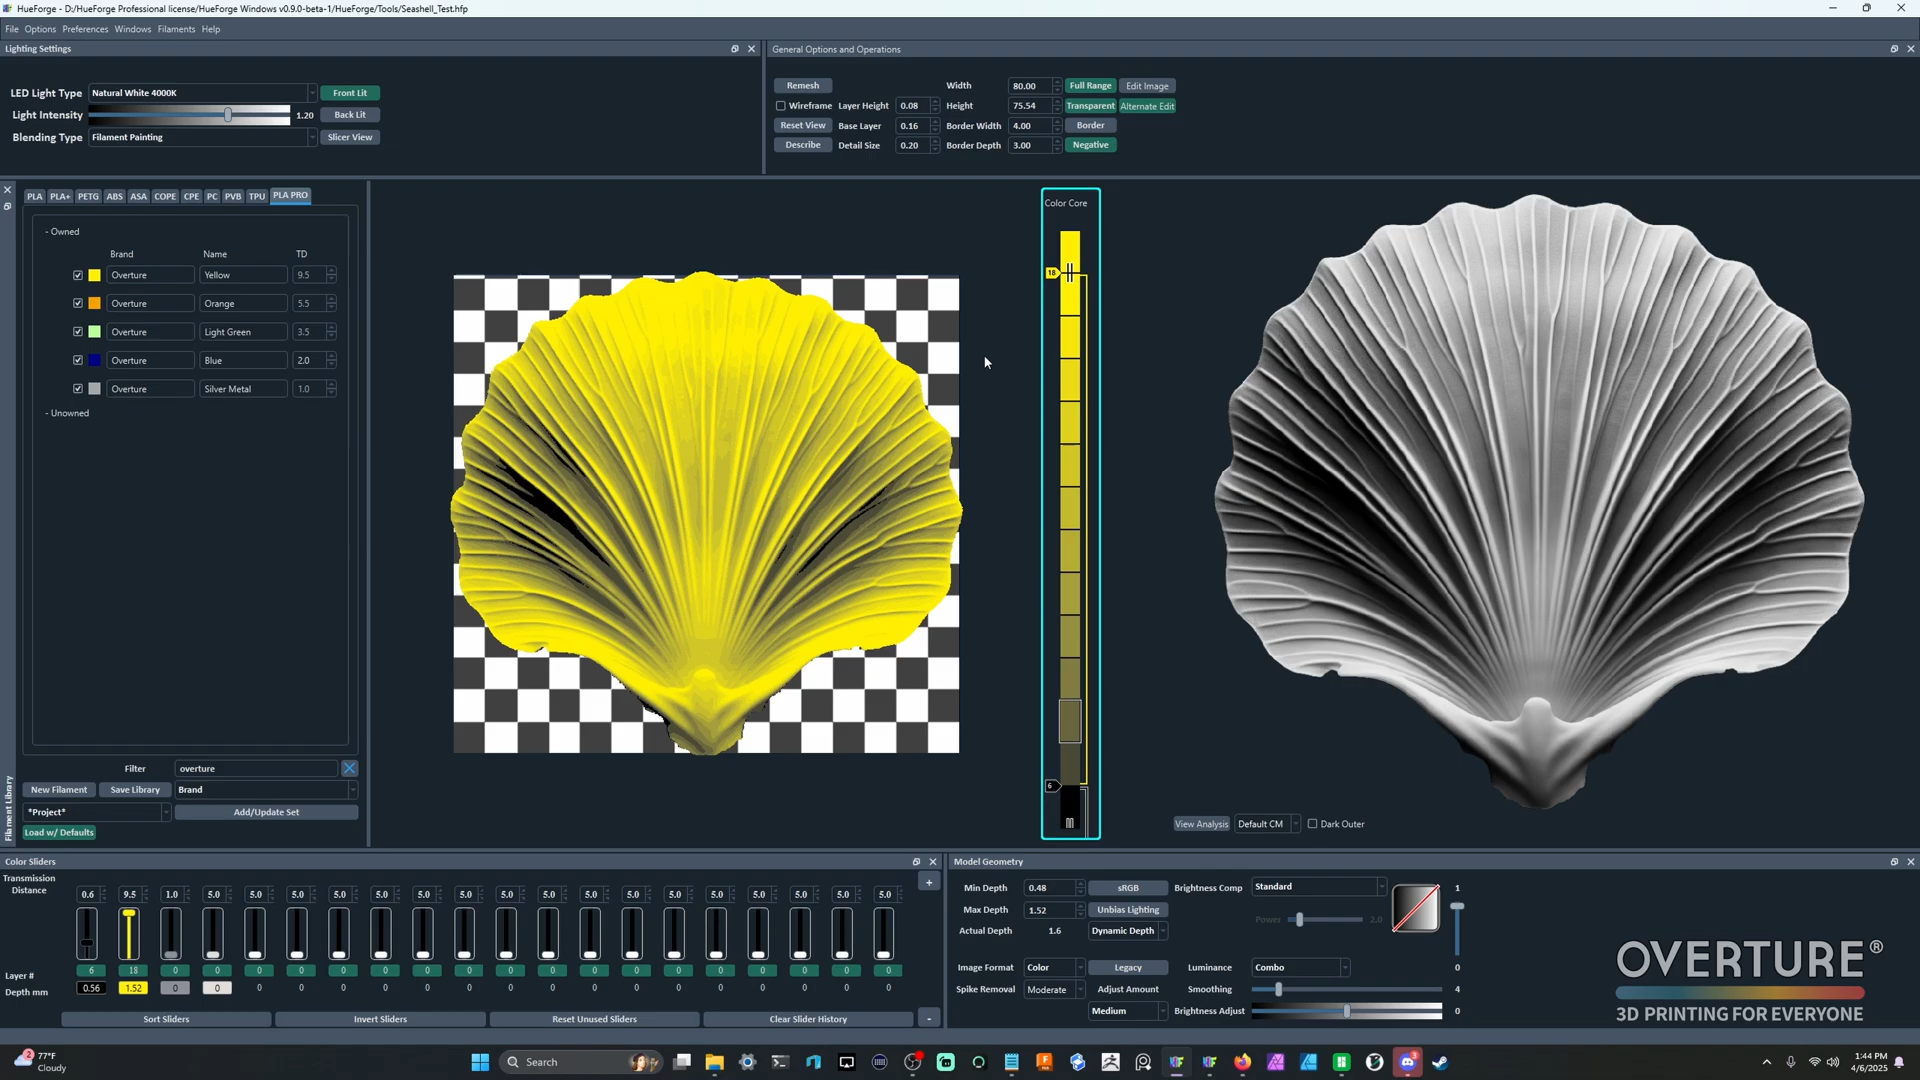 HueForge - D:/HueForge Professional license/HueForge Windows v0.9.0-beta-1/HueForge/Tools/Seashell_Test.hfp
File Options Preferences Windows Filaments Help
Lighting Settings
LED Light Type Natural White 4000K Front Lit
Light Intensity 1.20 Back Lit
Blending Type Filament Painting Slicer View
General Options and Operations
Remesh Width 80.00 Full Range Edit Image
Wireframe Layer Height 0.08 Height 75.54 Transparent Alternate Edit
Reset View Base Layer 0.16 Border Width 4.00 Border
Describe Detail Size 0.20 Border Depth 3.00 Negative
PLA PLA+ PETG ABS ASA COPE CPE PC PVB TPU PLA PRO
- Owned
Brand Name TD
Overture Yellow 9.5
Overture Orange 5.5
Overture Light Green 3.5
Overture Blue 2.0
Overture Silver Metal 1.0
- Unowned
Filter overture
New Filament Save Library Brand
*Project* Add/Update Set
Load w/ Defaults
Filament Library
Color Core
18
6
View Analysis Default CM Dark Outer
Color Sliders
Transmission
Distance
0.6 9.5 1.0 5.0 5.0 5.0 5.0 5.0 5.0 5.0 5.0 5.0 5.0 5.0 5.0 5.0 5.0 5.0 5.0 5.0
+
Layer # 6 18 0 0 0 0 0 0 0 0 0 0 0 0 0 0 0 0 0 0
Depth mm 0.56 1.52 0 0 0 0 0 0 0 0 0 0 0 0 0 0 0 0 0 0
Sort Sliders Invert Sliders Reset Unused Sliders Clear Slider History -
Model Geometry
Min Depth 0.48 sRGB Brightness Comp Standard 1
Max Depth 1.52 Unbias Lighting Power 2.0
Actual Depth 1.6 Dynamic Depth
Image Format Color Legacy Luminance Combo 0
Spike Removal Moderate Adjust Amount Smoothing 4
Medium Brightness Adjust 0
OVERTURE®
3D PRINTING FOR EVERYONE
2
77°F
Cloudy
Search
3
1:44 PM
4/6/2025